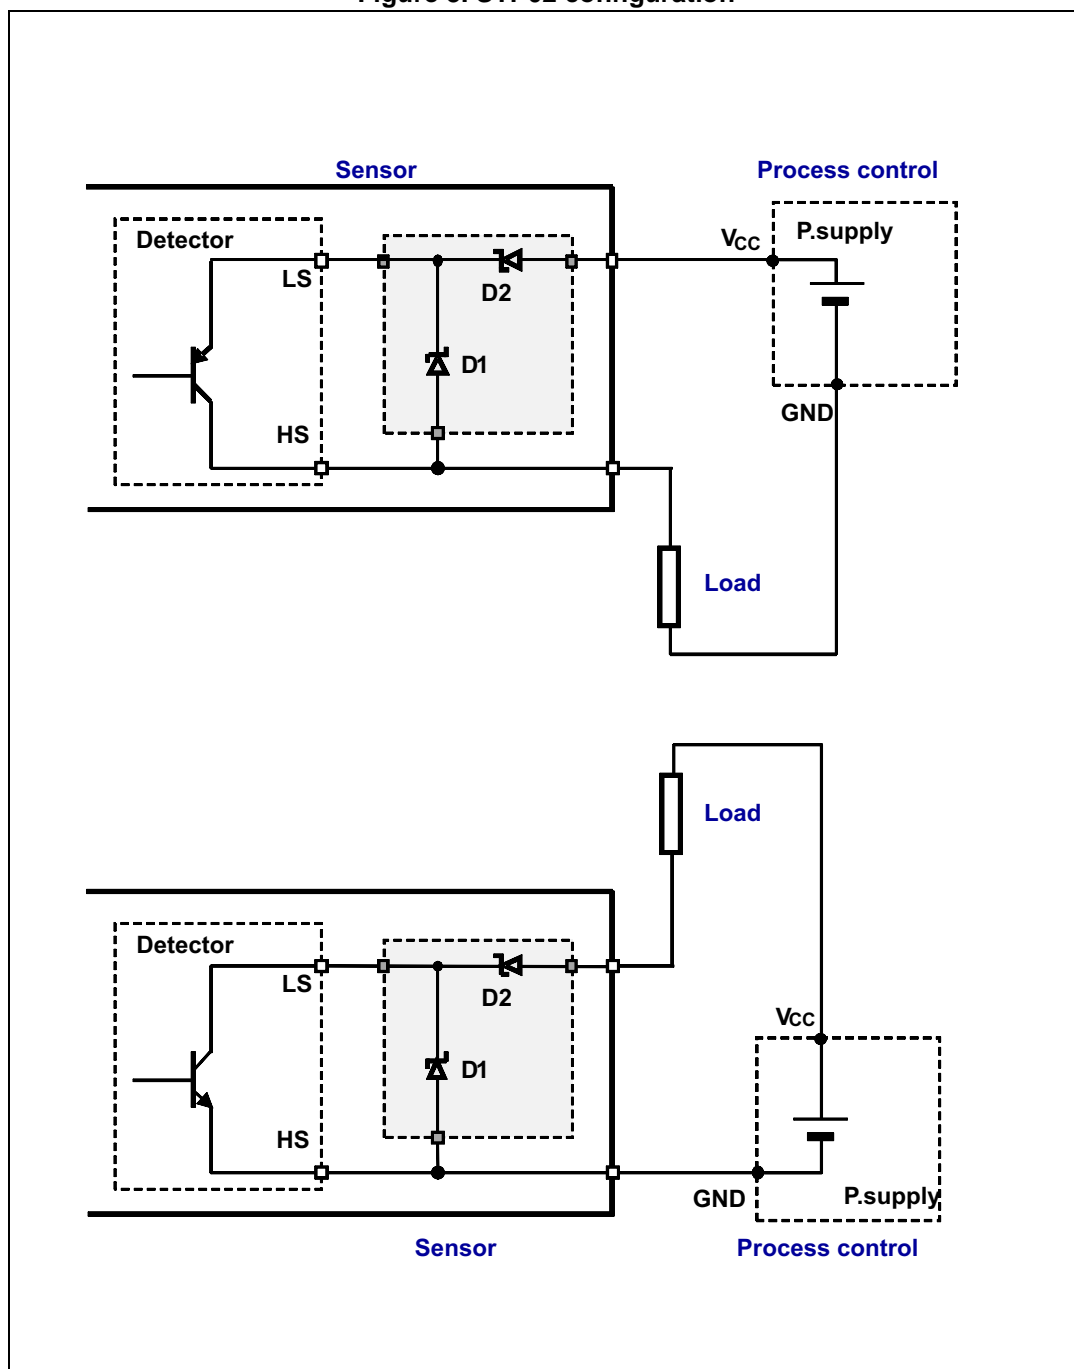 Sensor
Process control
Detector
LS
D2
VCC
P.supply
D1
HS
GND
Load
Load
Detector
LS
D2
VCC
D1
HS
GND
P.supply
Sensor
Process control